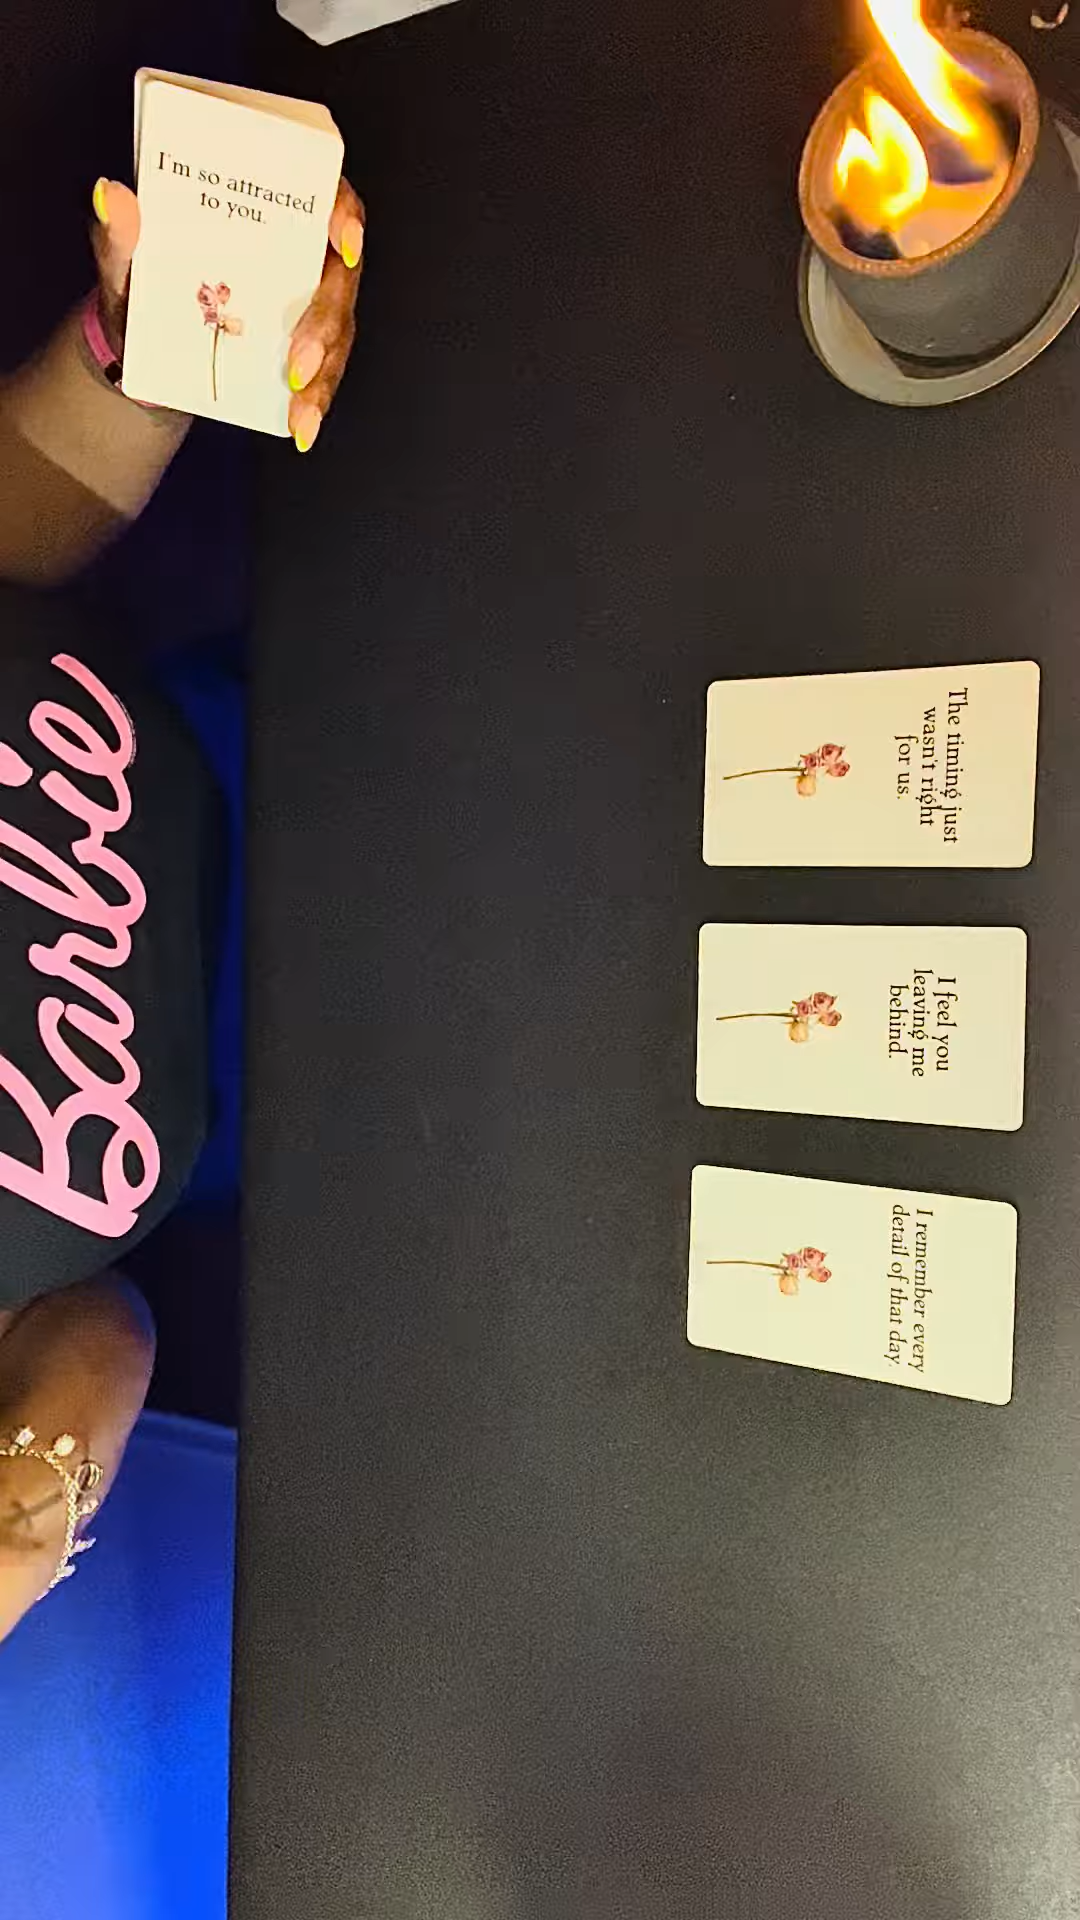 I'm so attracted
to you.
The timing just
wasn't right
for us.
I feel you
leaving me
behind.
I remember every
detail of that day.
Barbie